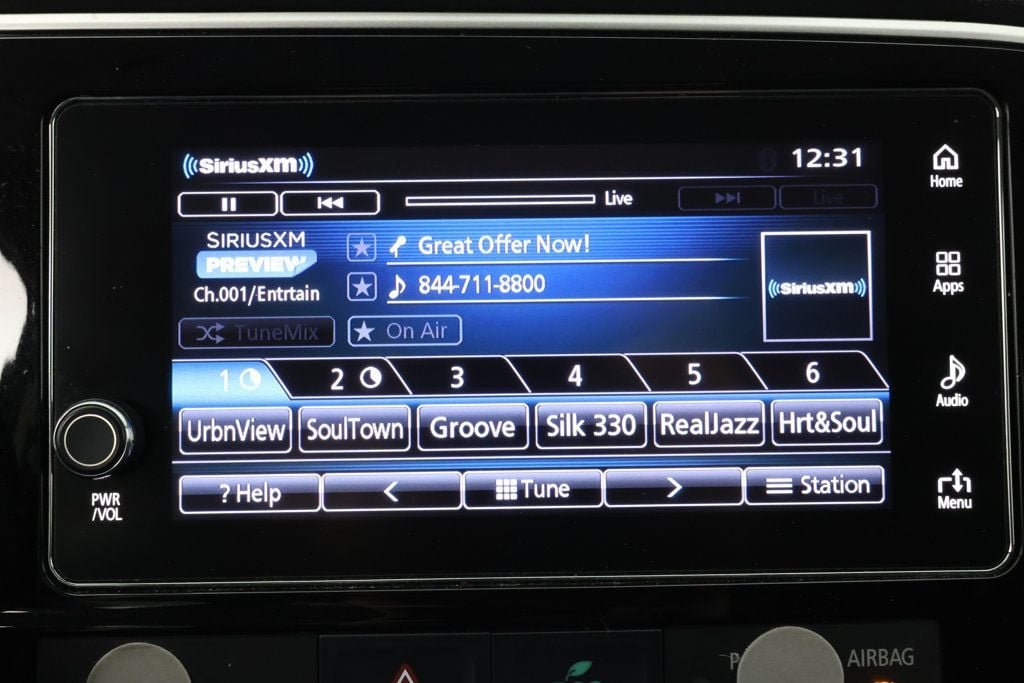 SiriusXM
12:31
Home
Live
Live
SIRIUSXM
PREVIEW
Great Offer Now!
SiriusXM
Apps
844-711-8800
Ch.001/Entrtain
TuneMix
On Air
1 2 3 4 5 6
Audio
UrbnView SoulTown Groove Silk 330 RealJazz Hrt&Soul
? Help < Tune > Station
PWR
/VOL
Menu
AIRBAG